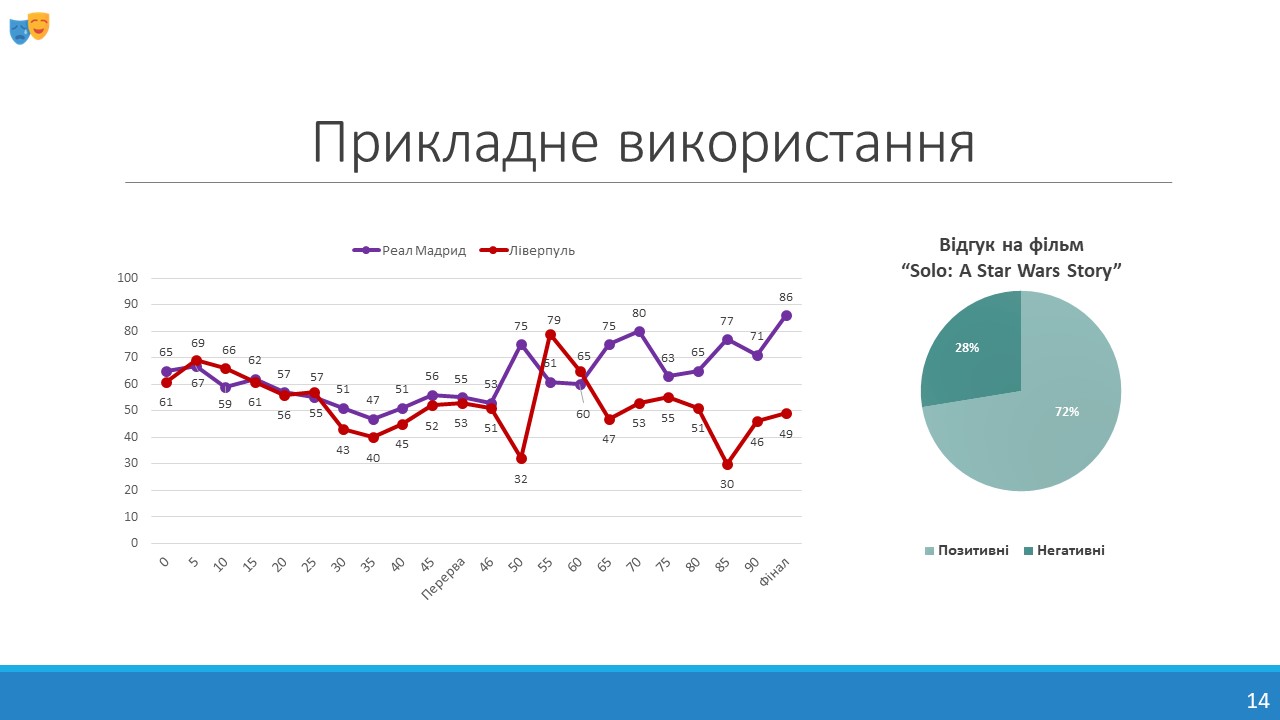 Прикладне використання
Реал Мадрид Ліверпуль
100
90
80
70
60
50
40
30
20
10
0
65 67 59 62 57 55 51 47 51 56 55 53 75 61 60 75 80 63 65 77 71 86
61 69 66 61 56 57 43 40 45 52 53 51 32 79 65 47 53 55 51 30 46 49
0 5 10 15 20 25 30 35 40 45 Перерва 46 50 55 60 65 70 75 80 85 90 Фінал
Відгук на фільм
“Solo: A Star Wars Story”
28%
72%
Позитивні Негативні
14